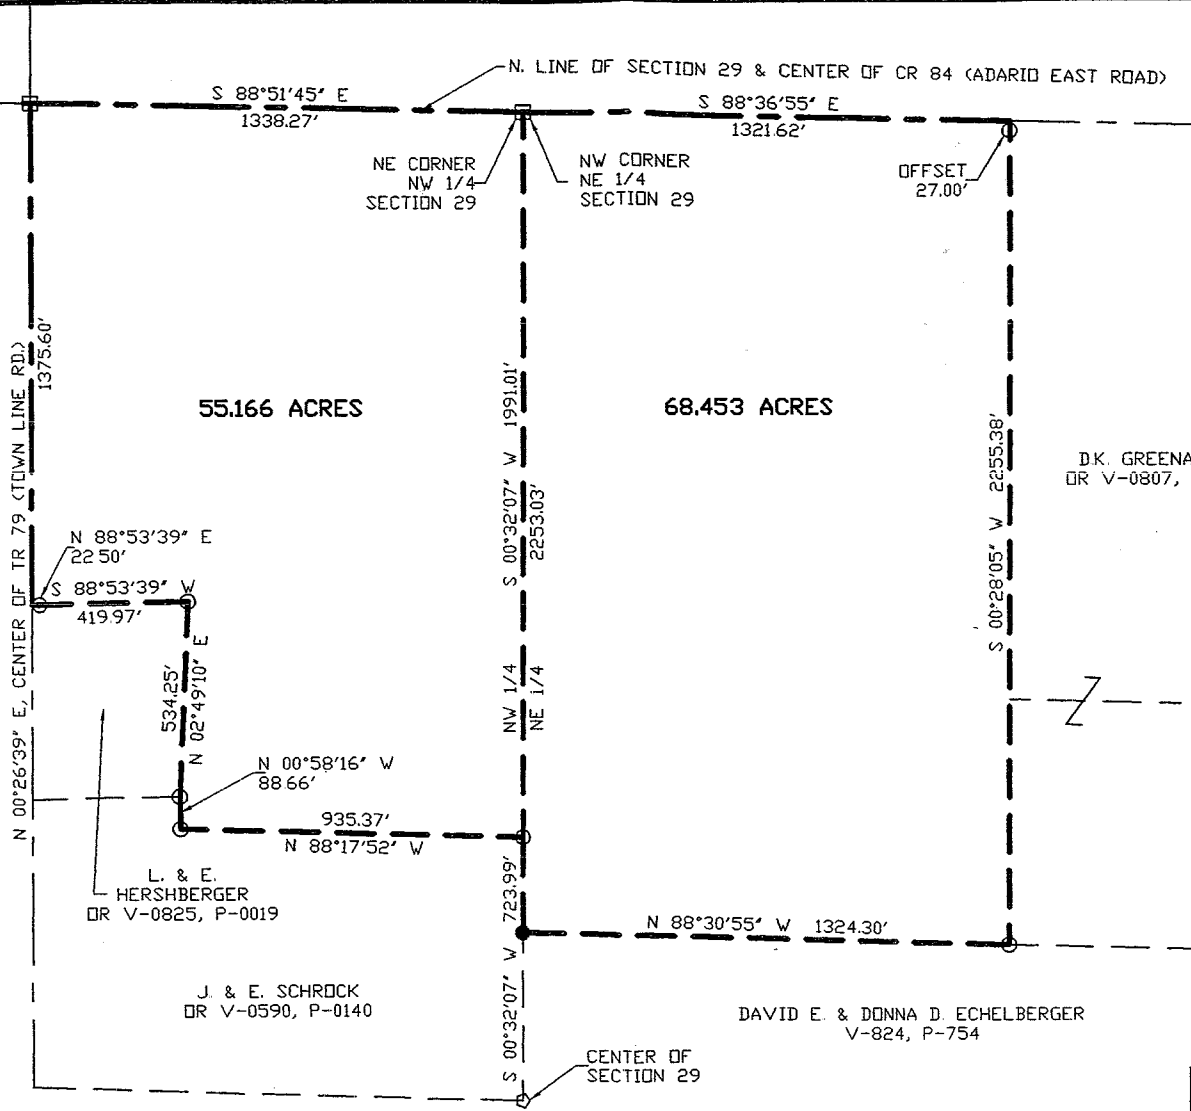 N. LINE OF SECTION 29 & CENTER OF CR 84 (ADARIO EAST ROAD)
S 88°51'45" E
1338.27'
S 88°36'55" E
1321.62'
NE CORNER
NW 1/4
SECTION 29
NW CORNER
NE 1/4
SECTION 29
OFFSET
27.00'
1375.60'
N 00°26'39" E, CENTER OF TR 79 (TOWN LINE RD.)
55.166 ACRES
68.453 ACRES
S 00°32'07" W 1991.01'
2253.03'
S 00°28'05" W 2255.38'
D.K. GREENA
OR V-0807,
N 88°53'39" E
22.50'
S 88°53'39" W
419.97'
534.25'
N 02°49'10" E
NW 1/4
NE 1/4
N 00°58'16" W
88.66'
935.37'
N 88°17'52" W
L. & E.
HERSHBERGER
OR V-0825, P-0019
S 00°32'07" W 723.99'
N 88°30'55" W 1324.30'
J. & E. SCHROCK
OR V-0590, P-0140
DAVID E. & DONNA D. ECHELBERGER
V-824, P-754
CENTER OF
SECTION 29